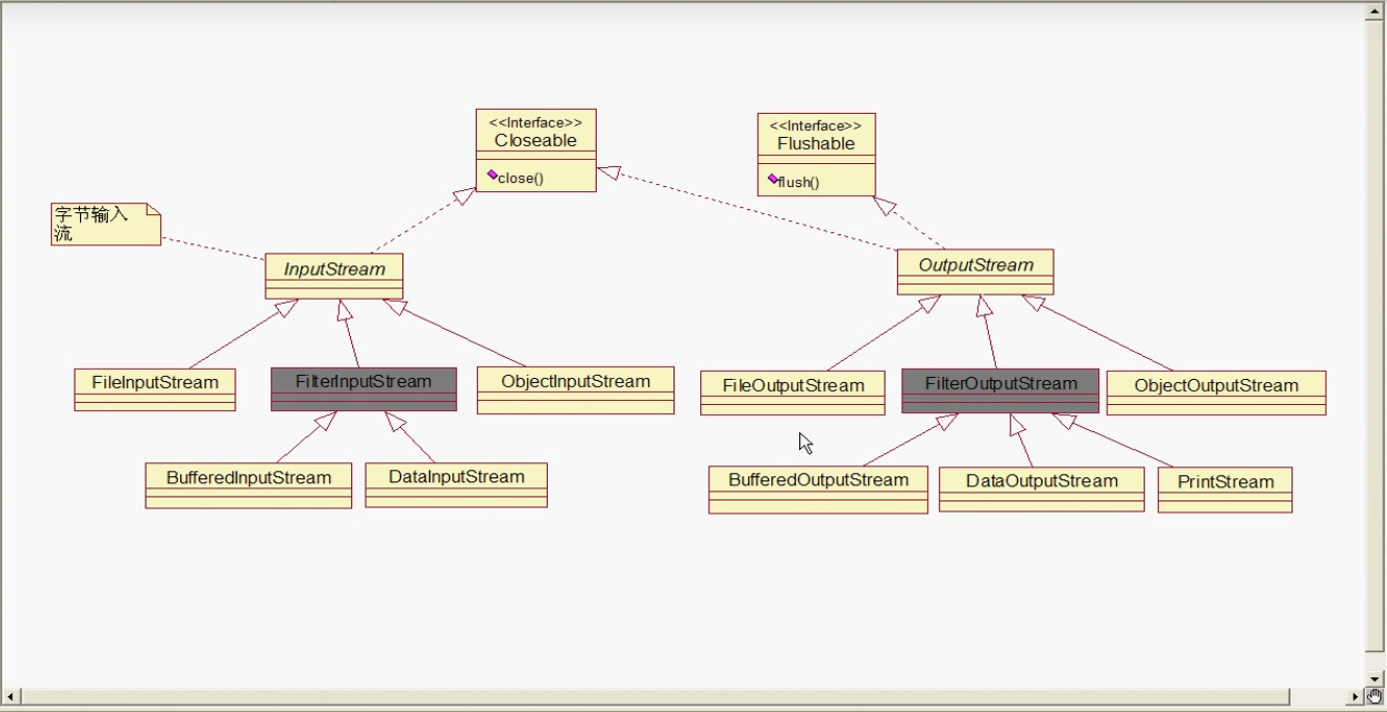 <<Interface>>
Closeable
close()
<<Interface>>
Flushable
flush()
字节输入
流
InputStream
OutputStream
FileInputStream
FilterInputStream
ObjectInputStream
FileOutputStream
FilterOutputStream
ObjectOutputStream
BufferedInputStream
DataInputStream
BufferedOutputStream
DataOutputStream
PrintStream